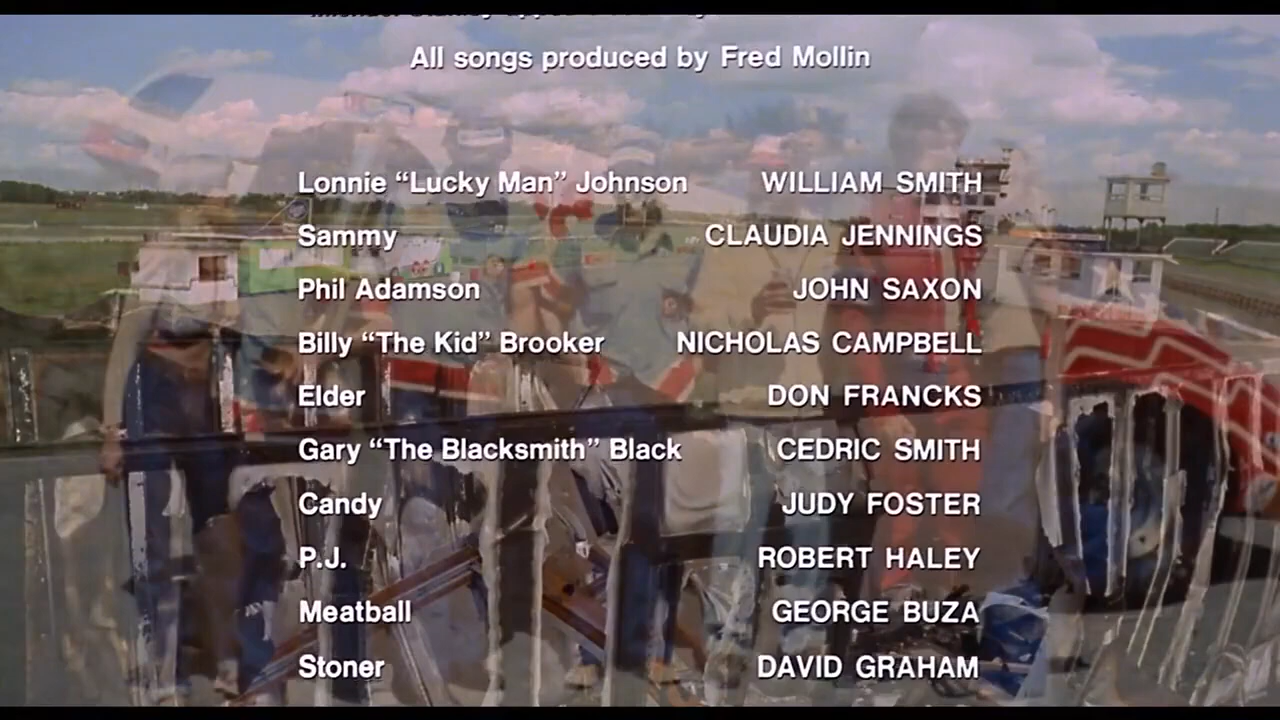 All songs produced by Fred Mollin
Lonnie “Lucky Man” Johnson WILLIAM SMITH
Sammy CLAUDIA JENNINGS
Phil Adamson JOHN SAXON
Billy “The Kid” Brooker NICHOLAS CAMPBELL
Elder DON FRANCKS
Gary “The Blacksmith” Black CEDRIC SMITH
Candy JUDY FOSTER
P.J. ROBERT HALEY
Meatball GEORGE BUZA
Stoner DAVID GRAHAM